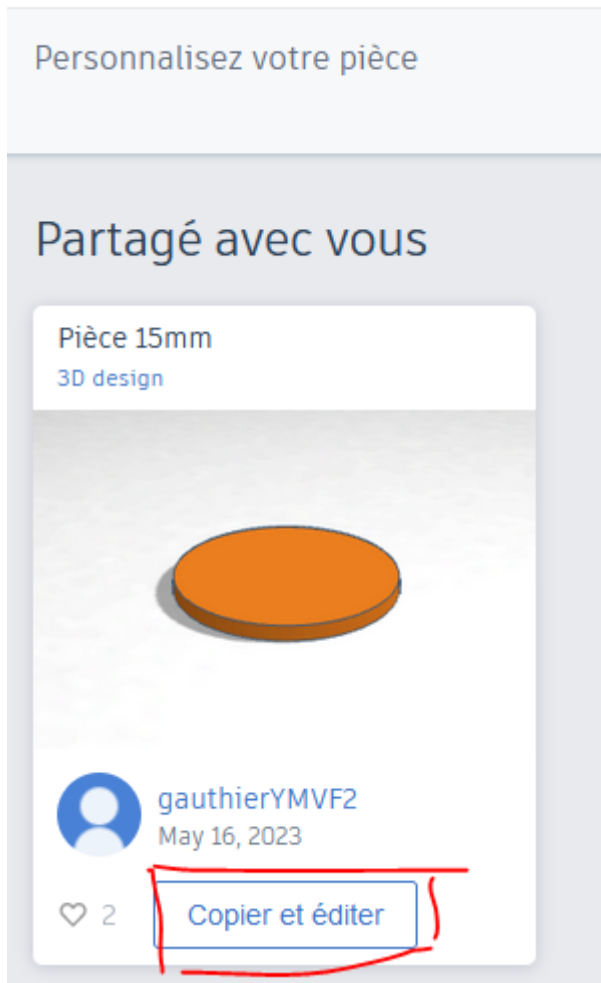 Personnalisez votre pièce
Partagé avec vous
Pièce 15mm
3D design
gauthierYMVF2
May 16, 2023
2
Copier et éditer